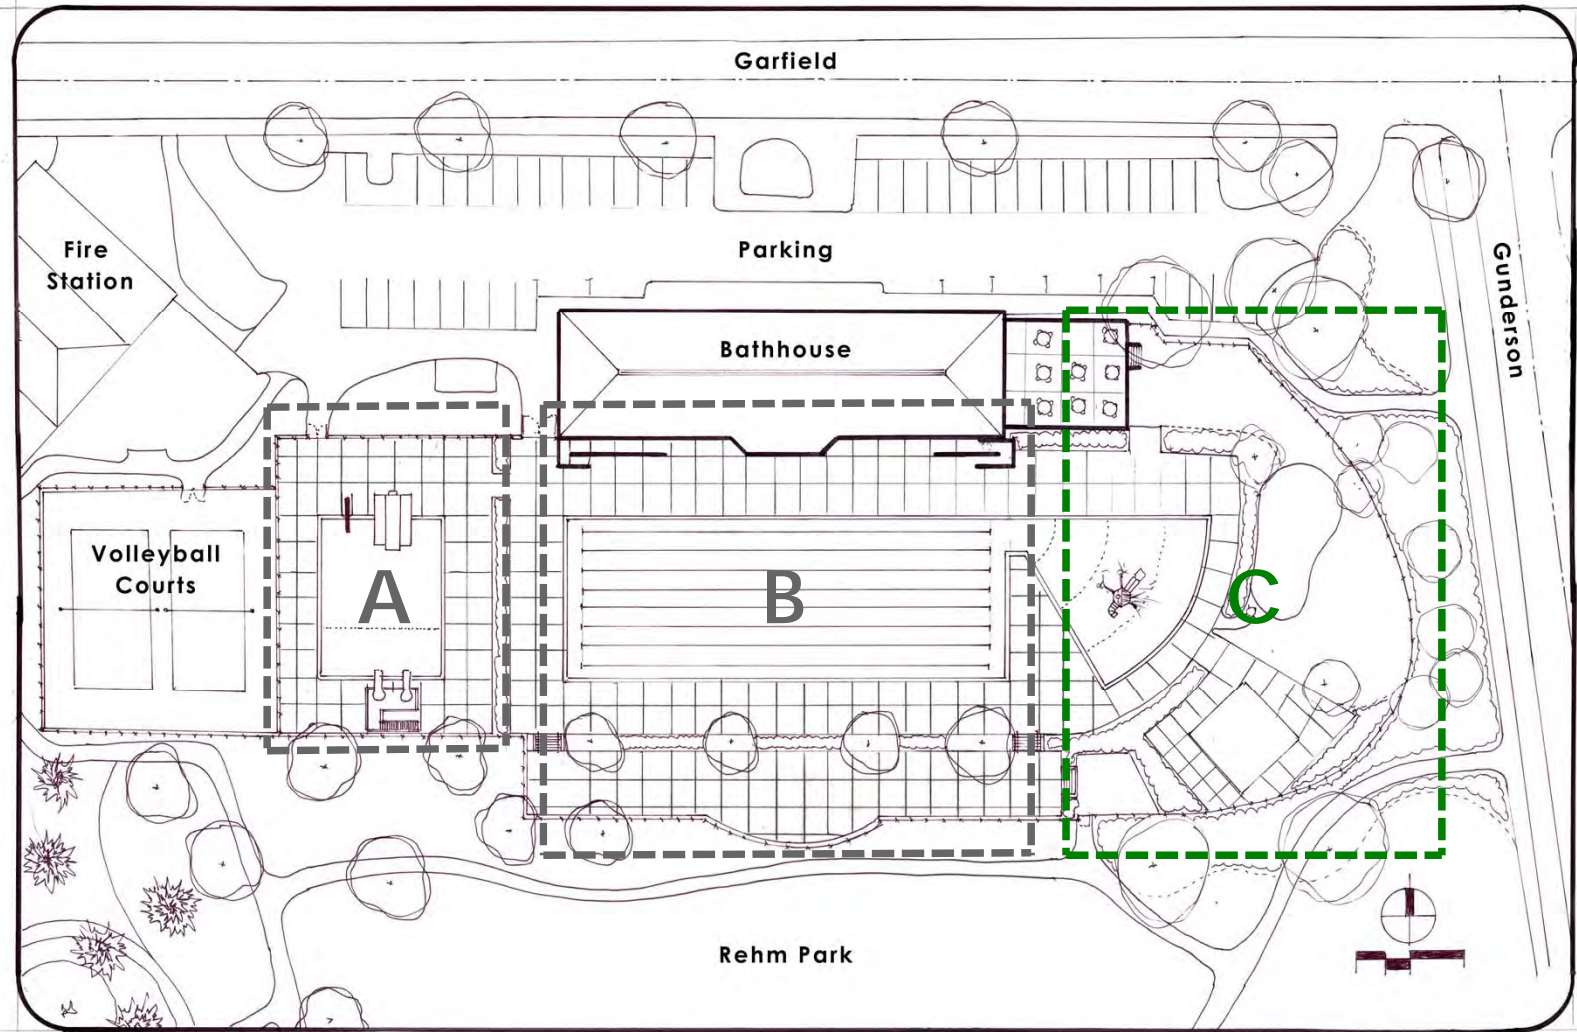 Garfield
Parking
Fire
Station
Gunderson
Bathhouse
Volleyball
Courts
A
B
C
Rehm Park